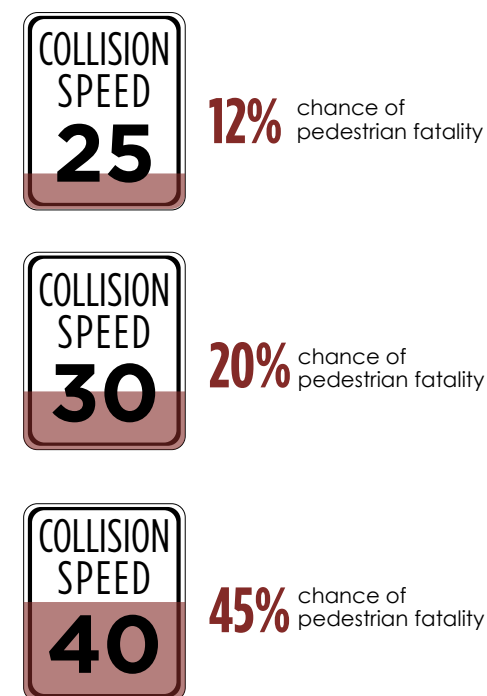 COLLISION
SPEED
25
12%
chance of
pedestrian fatality
COLLISION
SPEED
30
20%
chance of
pedestrian fatality
COLLISION
SPEED
40
45%
chance of
pedestrian fatality